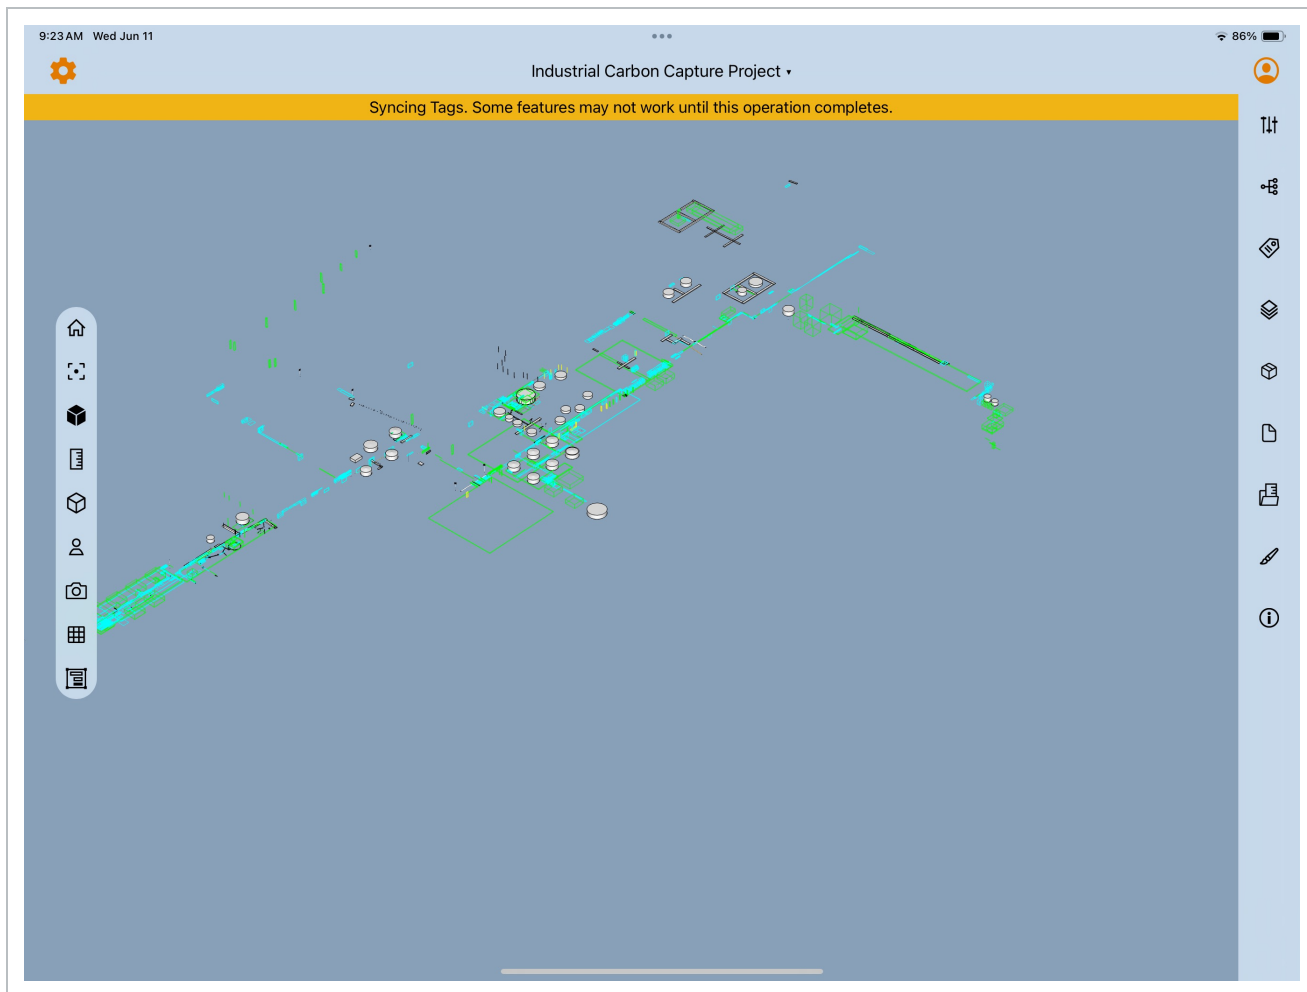 9:23 AM Wed Jun 11
86%
Industrial Carbon Capture Project
Syncing Tags. Some features may not work until this operation completes.